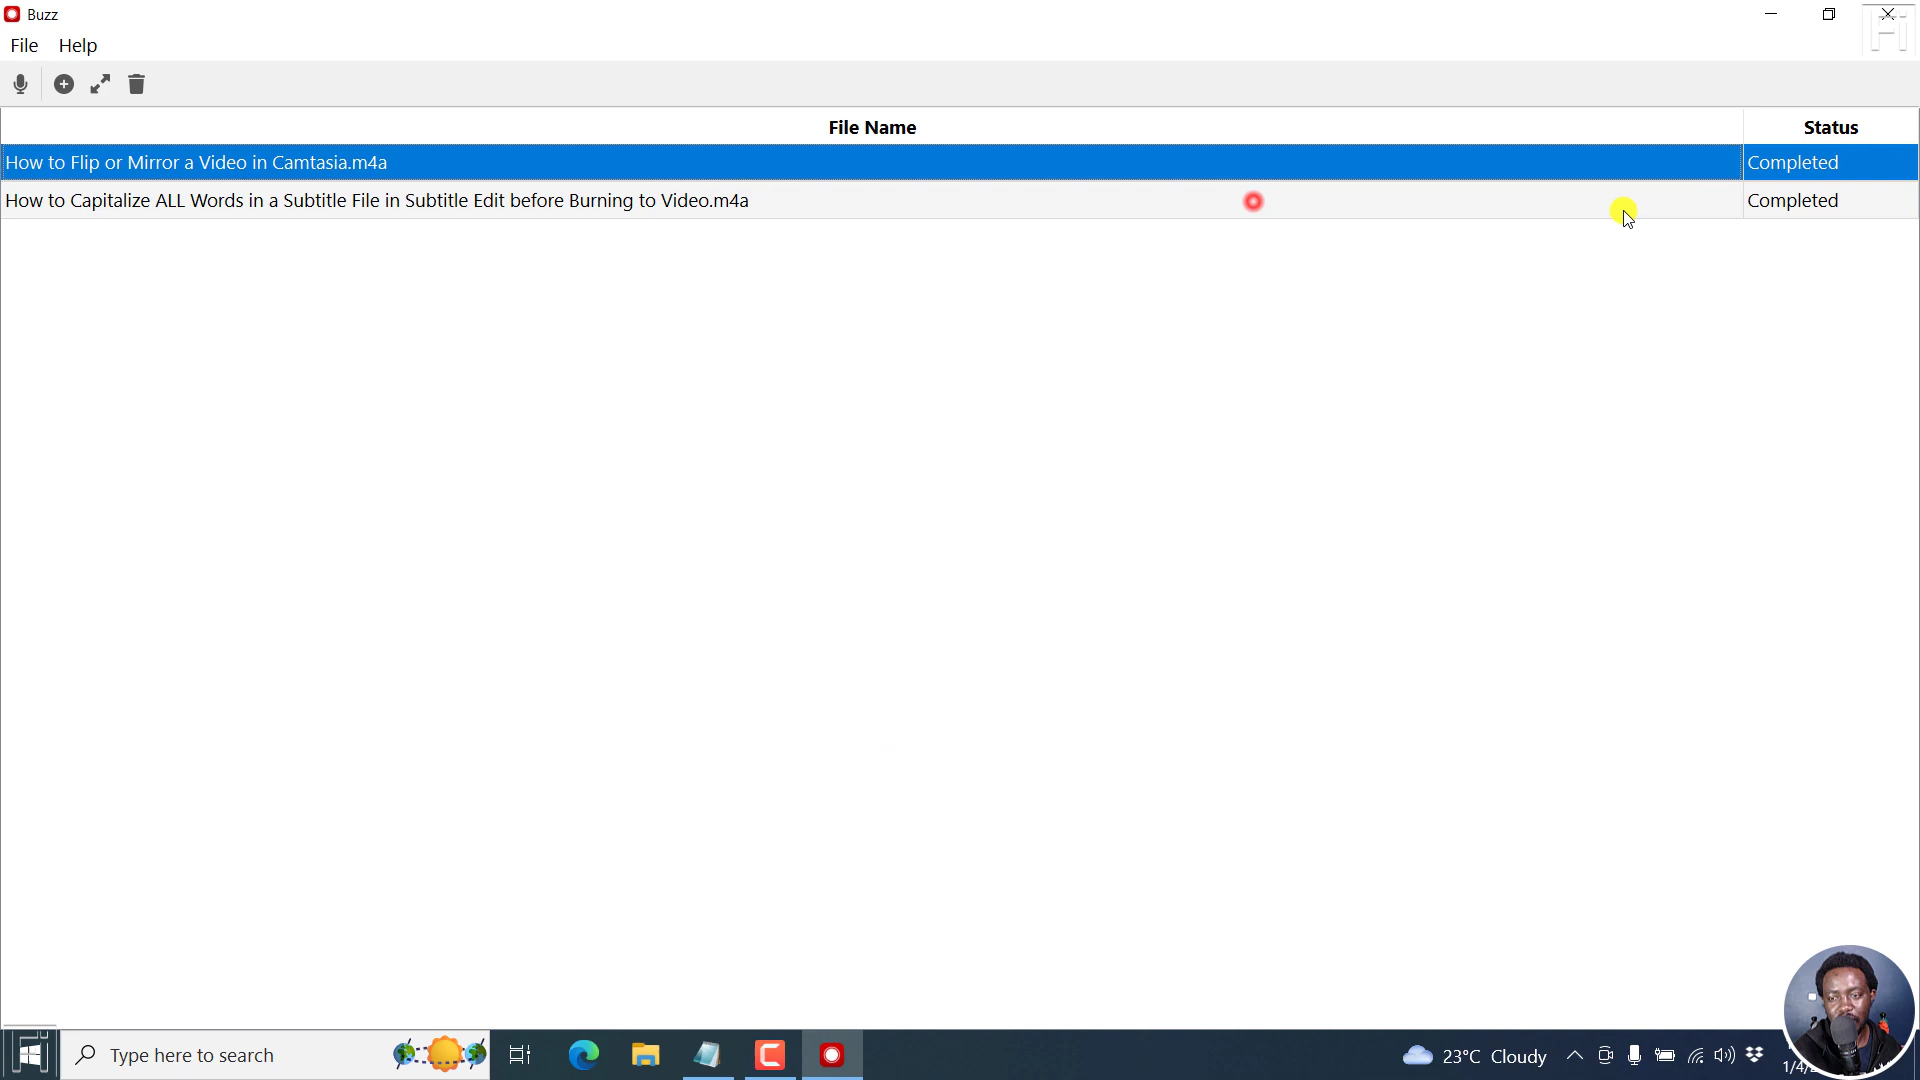 Buzz
File Help
File Name Status
How to Flip or Mirror a Video in Camtasia.m4a Completed
How to Capitalize ALL Words in a Subtitle File in Subtitle Edit before Burning to Video.m4a Completed
Type here to search
23°C Cloudy